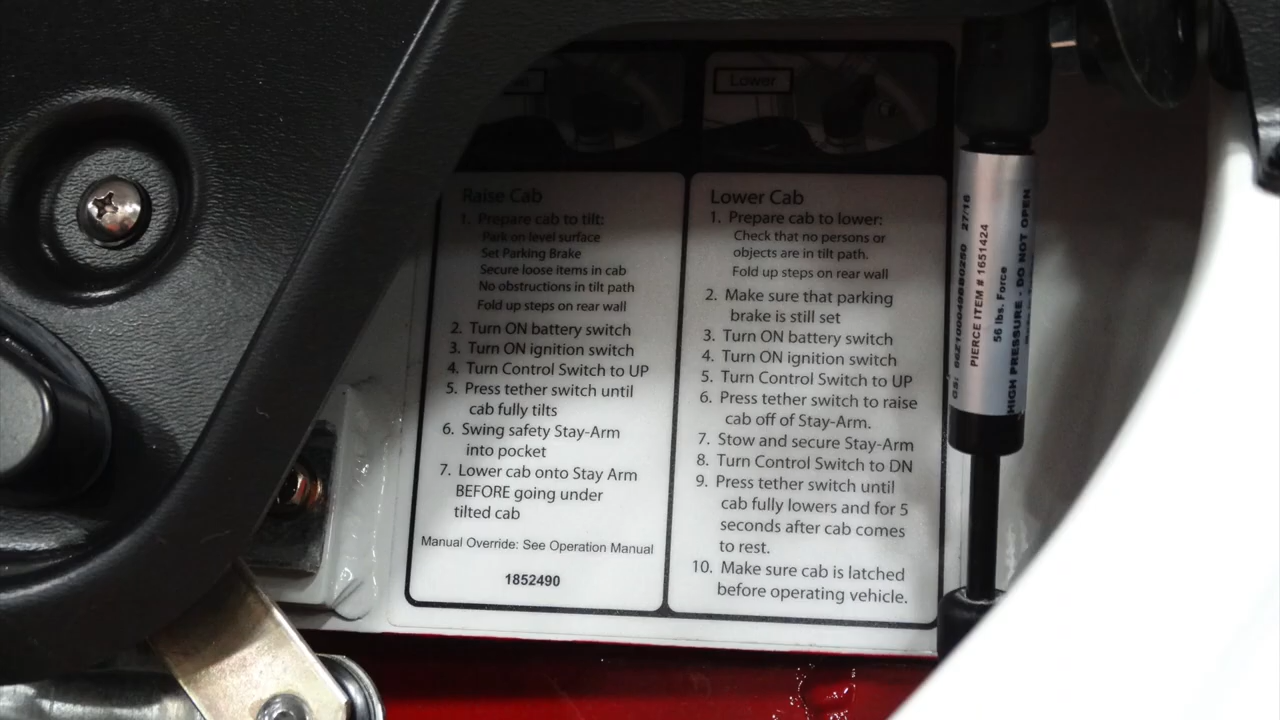 Lower
Raise Cab
1. Prepare cab to tilt:
Park on level surface
Set Parking Brake
Secure loose items in cab
No obstructions in tilt path
Fold up steps on rear wall
2. Turn ON battery switch
3. Turn ON ignition switch
4. Turn Control Switch to UP
5. Press tether switch until
cab fully tilts
6. Swing safety Stay-Arm
into pocket
7. Lower cab onto Stay Arm
BEFORE going under
tilted cab
Manual Override: See Operation Manual
1852490
Lower Cab
1. Prepare cab to lower:
Check that no persons or
objects are in tilt path.
Fold up steps on rear wall
2. Make sure that parking
brake is still set
3. Turn ON battery switch
4. Turn ON ignition switch
5. Turn Control Switch to UP
6. Press tether switch to raise
cab off of Stay-Arm.
7. Stow and secure Stay-Arm
8. Turn Control Switch to DN
9. Press tether switch until
cab fully lowers and for 5
seconds after cab comes
to rest.
10. Make sure cab is latched
before operating vehicle.
27/16
PIERCE ITEM # 1651424
56 lbs. Force
HIGH PRESSURE - DO NOT OPEN